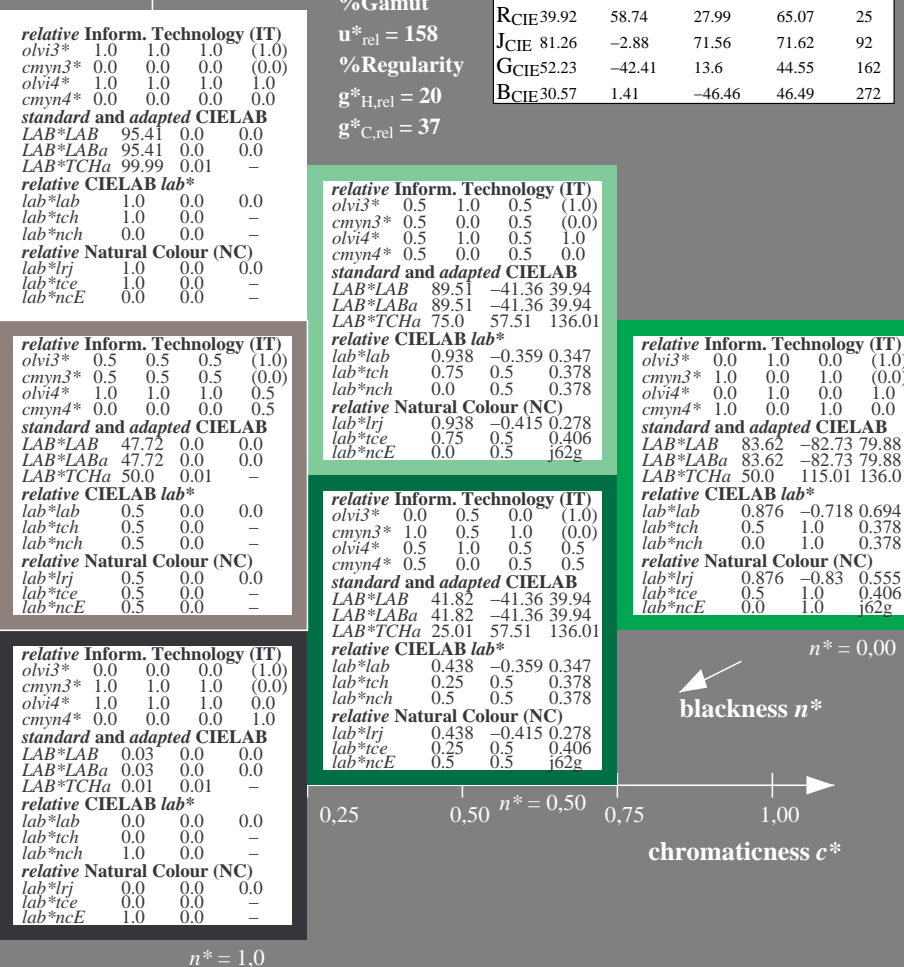 %Gamut
u*rel = 158
%Regularity
g*H,rel = 20
g*C,rel = 37
RCIE 39.92 58.74 27.99 65.07 25
JCIE 81.26 −2.88 71.56 71.62 92
GCIE 52.23 −42.41 13.6 44.55 162
BCIE 30.57 1.41 −46.46 46.49 272
relative Inform. Technology (IT)
olvi3* 1.0 1.0 1.0 (1.0)
cmyn3* 0.0 0.0 0.0 (0.0)
olvi4* 1.0 1.0 1.0 1.0
cmyn4* 0.0 0.0 0.0 0.0
standard and adapted CIELAB
LAB*LAB 95.41 0.0 0.0
LAB*LABa 95.41 0.0 0.0
LAB*TCHa 99.99 0.01 –
relative CIELAB lab*
lab*lab 1.0 0.0 0.0
lab*tch 1.0 0.0 –
lab*nch 0.0 0.0 –
relative Natural Colour (NC)
lab*lrj 1.0 0.0 0.0
lab*tce 1.0 0.0 –
lab*ncE 0.0 0.0 –
relative Inform. Technology (IT)
olvi3* 0.5 1.0 0.5 (1.0)
cmyn3* 0.5 0.0 0.5 (0.0)
olvi4* 0.5 1.0 0.5 1.0
cmyn4* 0.5 0.0 0.5 0.0
standard and adapted CIELAB
LAB*LAB 89.51 −41.36 39.94
LAB*LABa 89.51 −41.36 39.94
LAB*TCHa 75.0 57.51 136.01
relative CIELAB lab*
lab*lab 0.938 −0.359 0.347
lab*tch 0.75 0.5 0.378
lab*nch 0.0 0.5 0.378
relative Natural Colour (NC)
lab*lrj 0.938 −0.415 0.278
lab*tce 0.75 0.5 0.406
lab*ncE 0.0 0.5 j62g
relative Inform. Technology (IT)
olvi3* 0.5 0.5 0.5 (1.0)
cmyn3* 0.5 0.5 0.5 (0.0)
olvi4* 1.0 1.0 1.0 0.5
cmyn4* 0.0 0.0 0.0 0.5
standard and adapted CIELAB
LAB*LAB 47.72 0.0 0.0
LAB*LABa 47.72 0.0 0.0
LAB*TCHa 50.0 0.01 –
relative CIELAB lab*
lab*lab 0.5 0.0 0.0
lab*tch 0.5 0.0 –
lab*nch 0.5 0.0 –
relative Natural Colour (NC)
lab*lrj 0.5 0.0 0.0
lab*tce 0.5 0.0 –
lab*ncE 0.5 0.0 –
relative Inform. Technology (IT)
olvi3* 0.0 1.0 0.0 (1.0)
cmyn3* 1.0 0.0 1.0 (0.0)
olvi4* 0.0 1.0 0.0 1.0
cmyn4* 1.0 0.0 1.0 0.0
standard and adapted CIELAB
LAB*LAB 83.62 −82.73 79.88
LAB*LABa 83.62 −82.73 79.88
LAB*TCHa 50.0 115.01 136.0
relative CIELAB lab*
lab*lab 0.876 −0.718 0.694
lab*tch 0.5 1.0 0.378
lab*nch 0.0 1.0 0.378
relative Natural Colour (NC)
lab*lrj 0.876 −0.83 0.555
lab*tce 0.5 1.0 0.406
lab*ncE 0.0 1.0 j62g
n* = 0,00
relative Inform. Technology (IT)
olvi3* 0.0 0.5 0.0 (1.0)
cmyn3* 1.0 0.5 1.0 (0.0)
olvi4* 0.5 1.0 0.5 0.5
cmyn4* 0.5 0.0 0.5 0.5
standard and adapted CIELAB
LAB*LAB 41.82 −41.36 39.94
LAB*LABa 41.82 −41.36 39.94
LAB*TCHa 25.01 57.51 136.01
relative CIELAB lab*
lab*lab 0.438 −0.359 0.347
lab*tch 0.25 0.5 0.378
lab*nch 0.5 0.5 0.378
relative Natural Colour (NC)
lab*lrj 0.438 −0.415 0.278
lab*tce 0.25 0.5 0.406
lab*ncE 0.5 0.5 j62g
blackness n*
relative Inform. Technology (IT)
olvi3* 0.0 0.0 0.0 (1.0)
cmyn3* 1.0 1.0 1.0 (0.0)
olvi4* 1.0 1.0 1.0 0.0
cmyn4* 0.0 0.0 0.0 1.0
standard and adapted CIELAB
LAB*LAB 0.03 0.0 0.0
LAB*LABa 0.03 0.0 0.0
LAB*TCHa 0.01 0.01 –
relative CIELAB lab*
lab*lab 0.0 0.0 0.0
lab*tch 0.0 0.0 –
lab*nch 1.0 0.0 –
relative Natural Colour (NC)
lab*lrj 0.0 0.0 0.0
lab*tce 0.0 0.0 –
lab*ncE 1.0 0.0 –
n* = 1,0
0,25 0,50 n* = 0,50 0,75 1,00
chromaticness c*